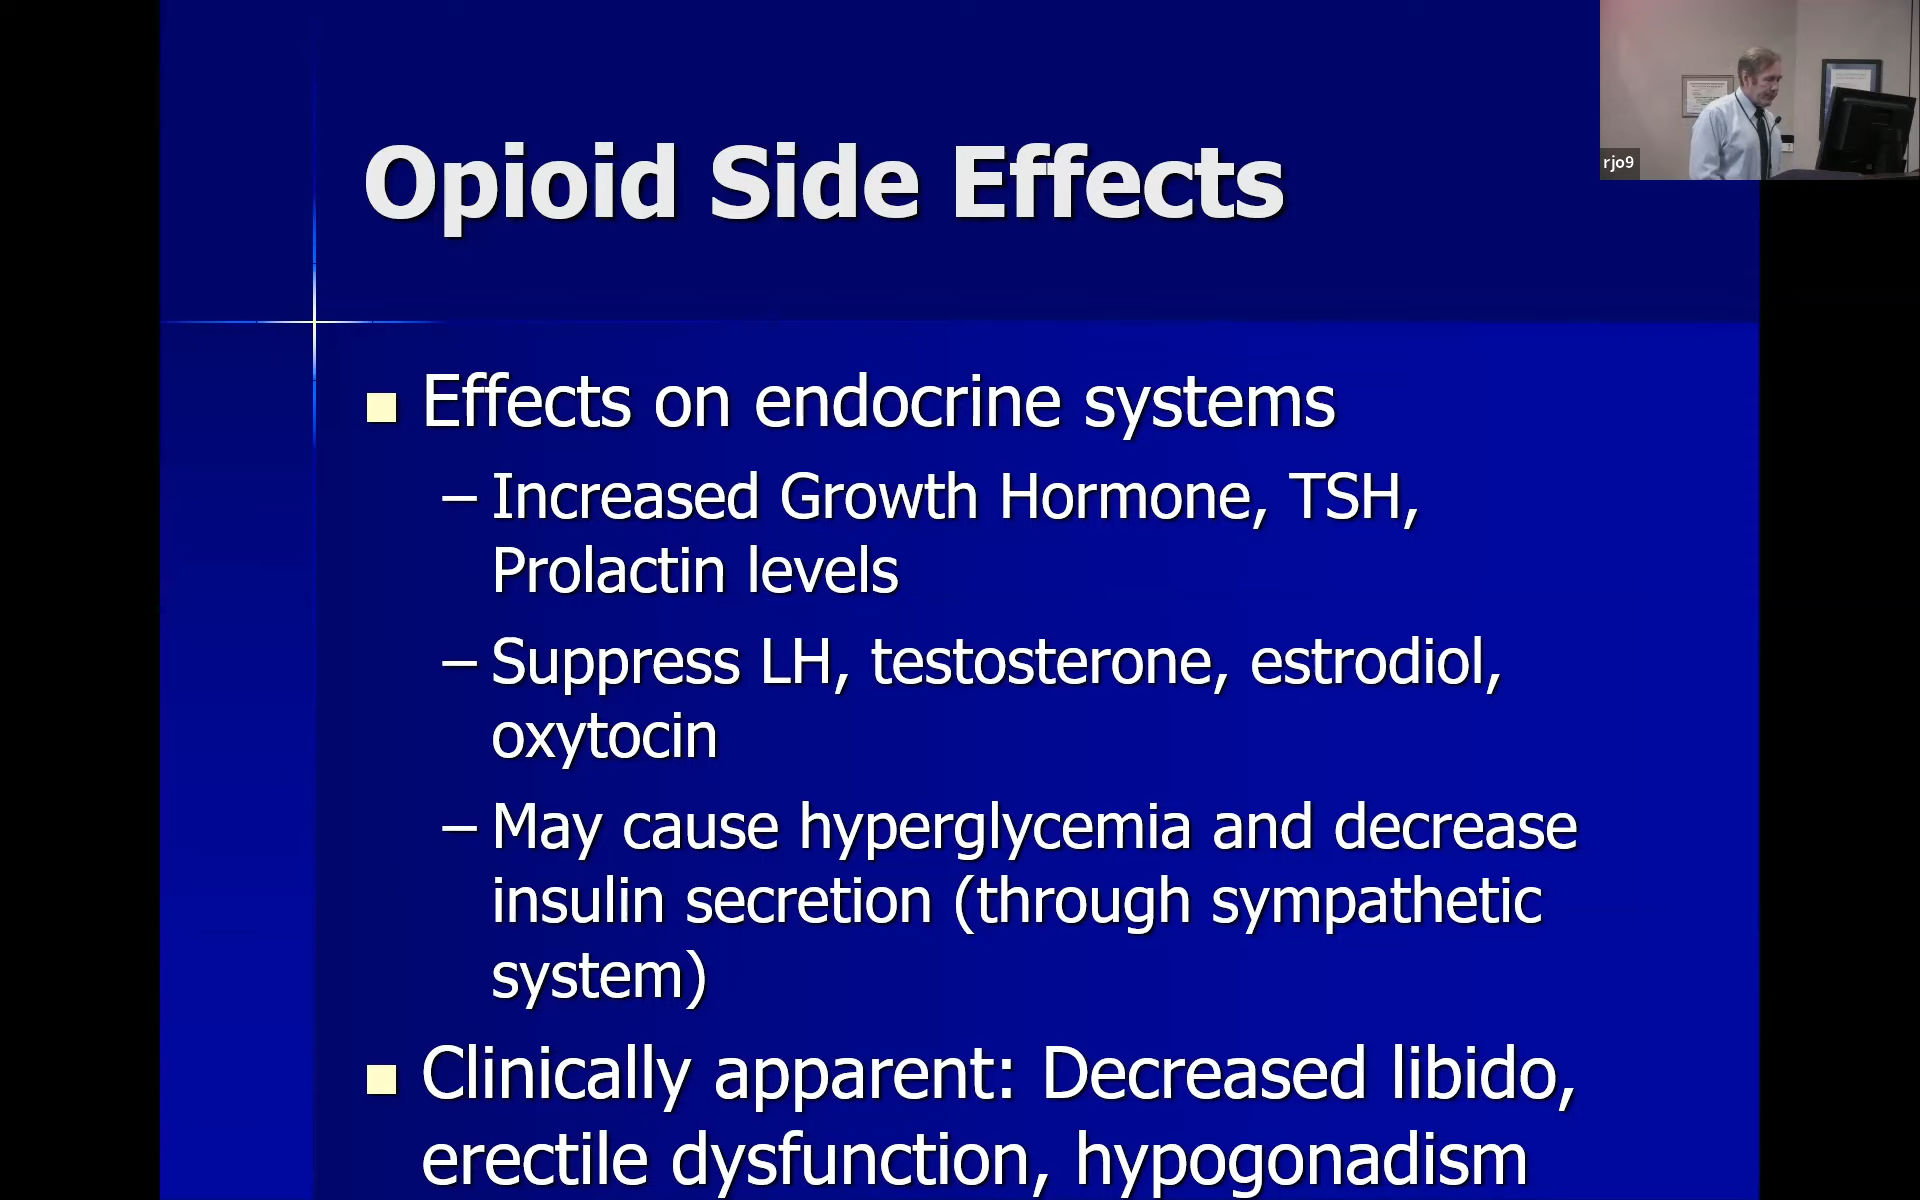 Opioid Side Effects
rjo9
Effects on endocrine systems
– Increased Growth Hormone, TSH,
Prolactin levels
– Suppress LH, testosterone, estrodiol,
oxytocin
– May cause hyperglycemia and decrease
insulin secretion (through sympathetic
system)
Clinically apparent: Decreased libido,
erectile dysfunction, hypogonadism